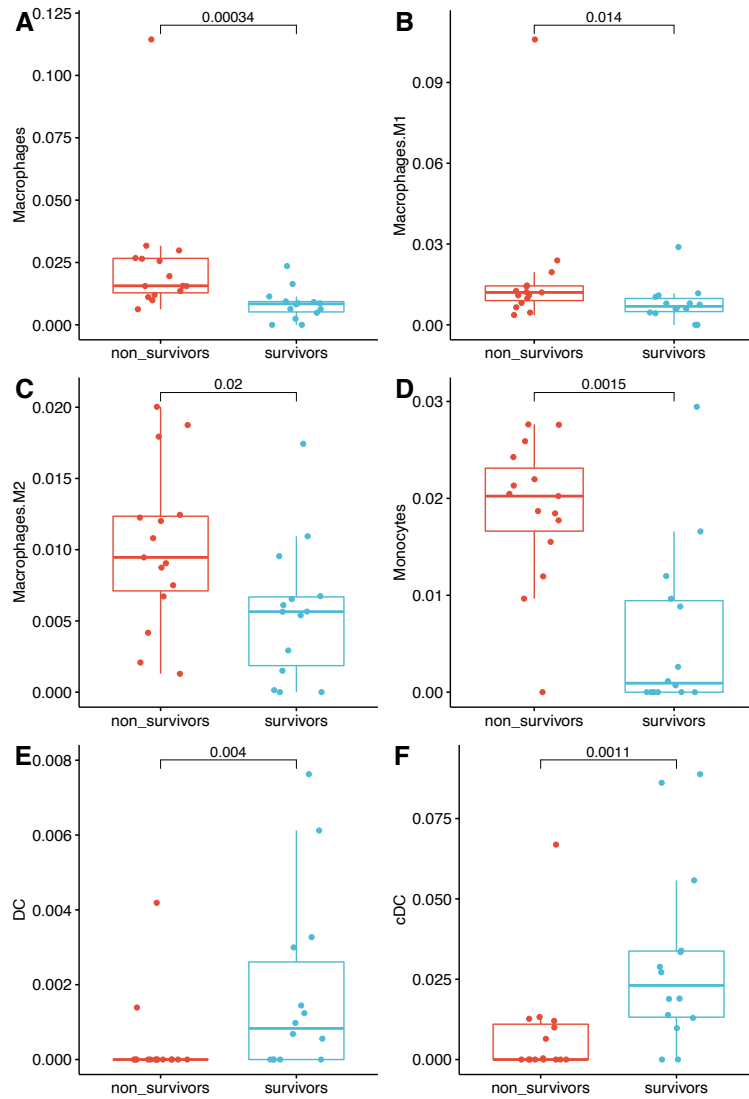 A
0.00034
0.125
0.100
0.075
0.050
0.025
0.000
Macrophages
non_survivors
survivors
B
0.014
0.09
0.06
0.03
0.00
Macrophages.M1
non_survivors
survivors
C
0.02
0.020
0.015
0.010
0.005
0.000
Macrophages.M2
non_survivors
survivors
D
0.0015
0.03
0.02
0.01
0.00
Monocytes
non_survivors
survivors
E
0.004
0.008
0.006
0.004
0.002
0.000
DC
non_survivors
survivors
F
0.0011
0.075
0.050
0.025
0.000
cDC
non_survivors
survivors